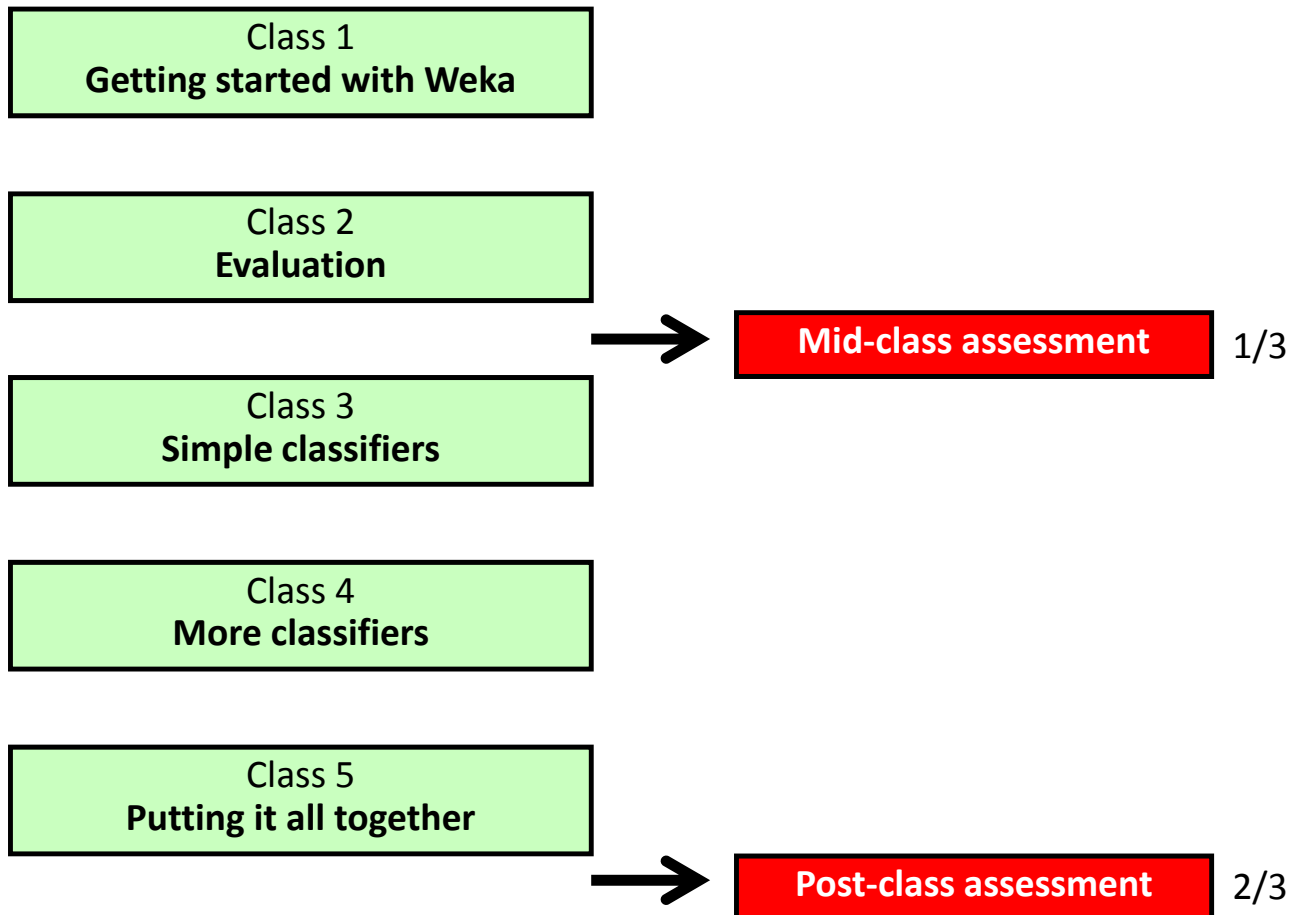 Class 1
Getting started with Weka
Class 2
Evaluation
Mid-class assessment 1/3
Class 3
Simple classifiers
Class 4
More classifiers
Class 5
Putting it all together
Post-class assessment 2/3